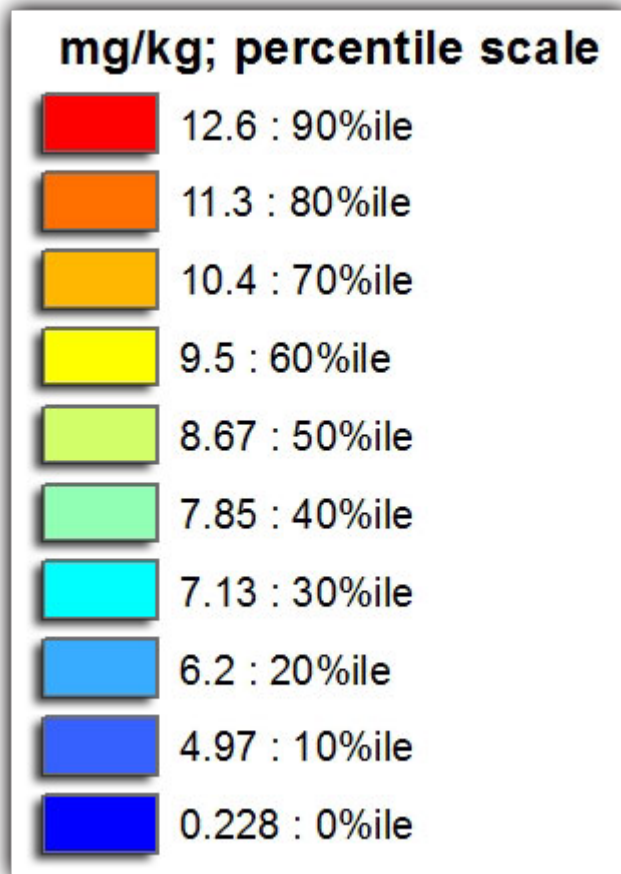 mg/kg; percentile scale
12.6 : 90%ile
11.3 : 80%ile
10.4 : 70%ile
9.5 : 60%ile
8.67 : 50%ile
7.85 : 40%ile
7.13 : 30%ile
6.2 : 20%ile
4.97 : 10%ile
0.228 : 0%ile